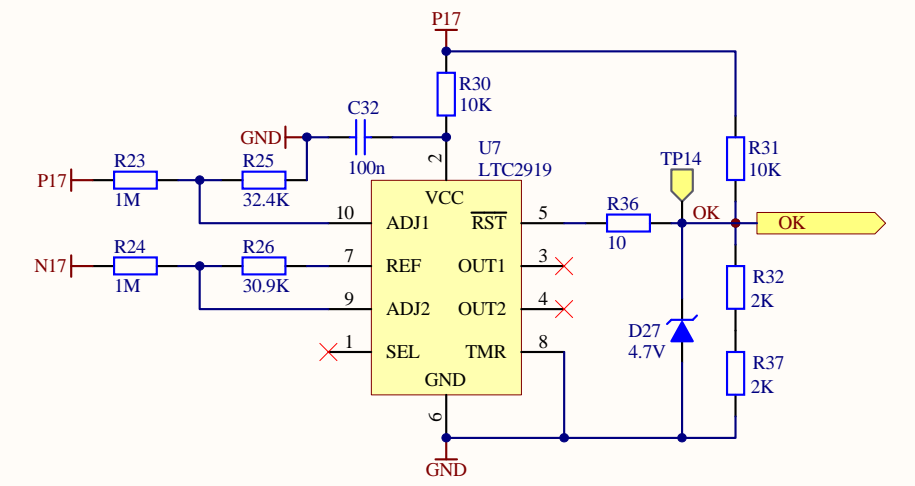 P17
R30
10K
C32
GND
100n
U7
LTC2919
R31
10K
TP14
R23
1M
R25
32.4K
P17
2
VCC
10
ADJ1
RST
5
R36
10
OK
OK
R24
1M
R26
30.9K
N17
7
REF
OUT1
3
9
ADJ2
OUT2
4
R32
2K
D27
4.7V
1
SEL
TMR
8
R37
2K
GND
6
GND